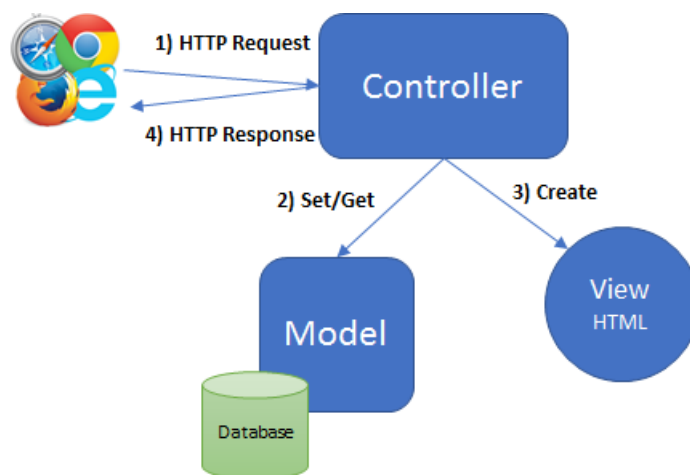 1) HTTP Request
Controller
4) HTTP Response
2) Set/Get
3) Create
View
HTML
Model
Database